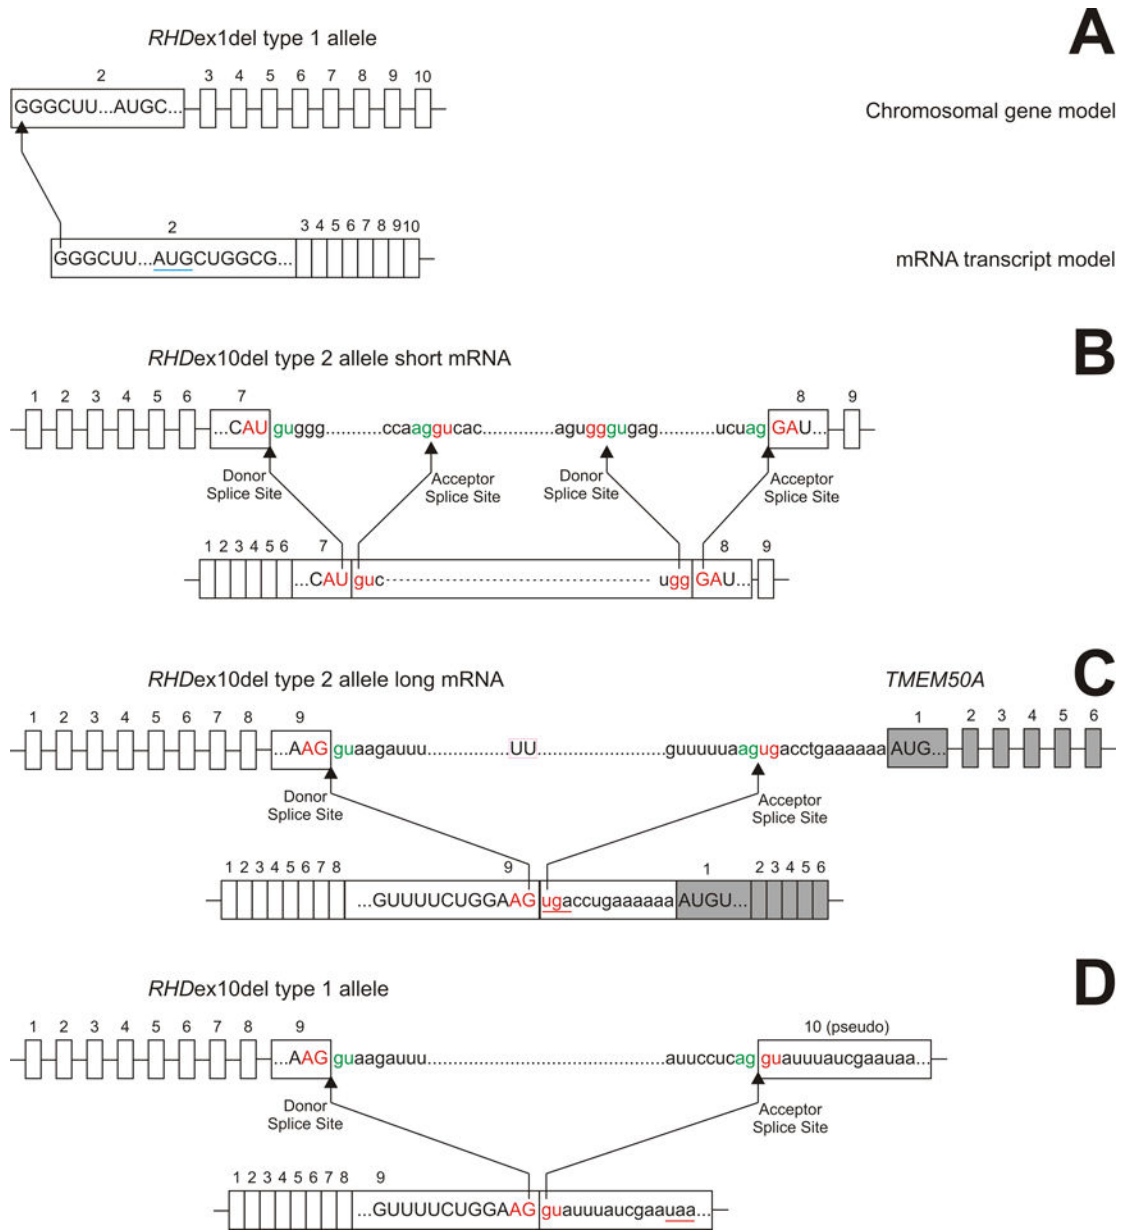 A
RHDex1del type 1 allele
2 3 4 5 6 7 8 9 10
GGGCUU...AUGC...
Chromosomal gene model
2 3 4 5 6 7 8 9 10
GGGCUU...AUGCUGGCG...
mRNA transcript model
B
RHDex10del type 2 allele short mRNA
1 2 3 4 5 6 7 8 9
...CAU guggg..........ccaaggucac............agugggugag..........ucuag GAU...
Donor Splice Site
Acceptor Splice Site
Donor Splice Site
Acceptor Splice Site
1 2 3 4 5 6 7 8 9
...CAU guc--------------------ugg GAU...
C
RHDex10del type 2 allele long mRNA
TMEM50A
1 2 3 4 5 6 7 8 9 1 2 3 4 5 6
...AAG guaagauuu..............UU......................guuuuuaagugacctgaaaaaa AUG...
Donor Splice Site
Acceptor Splice Site
1 2 3 4 5 6 7 8 9 1 2 3 4 5 6
...GUUUUCUGGAAG ugaccugaaaaaa AUGU...
D
RHDex10del type 1 allele
1 2 3 4 5 6 7 8 9 10 (pseudo)
...AAG guaagauuu........................................auuccucag guauuuaucgaauaa...
Donor Splice Site
Acceptor Splice Site
1 2 3 4 5 6 7 8 9
...GUUUUCUGGAAG guauuuaucgaauaa...